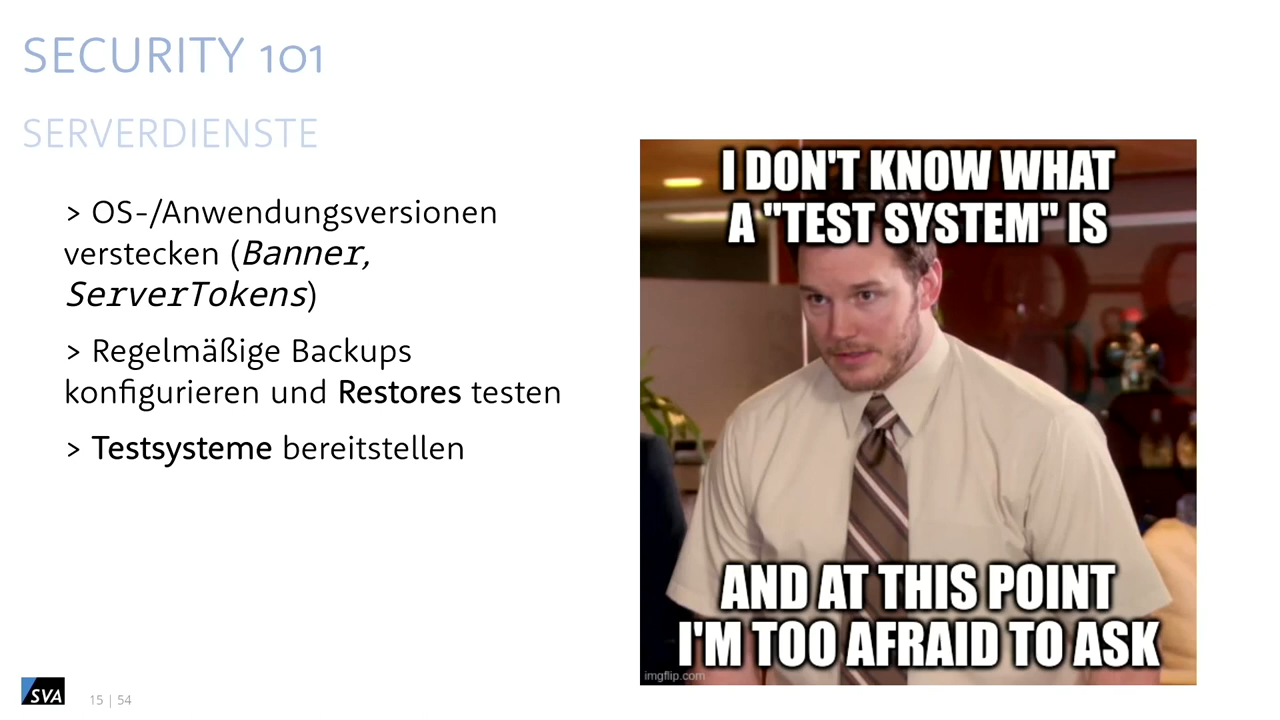 SECURITY 101
SERVERDIENSTE
> OS-/Anwendungsversionen
verstecken (Banner,
ServerTokens)
> Regelmäßige Backups
konfigurieren und Restores testen
> Testsysteme bereitstellen
I DON'T KNOW WHAT
A "TEST SYSTEM" IS
AND AT THIS POINT
I'M TOO AFRAID TO ASK
imgflip.com
SVA
15 | 54